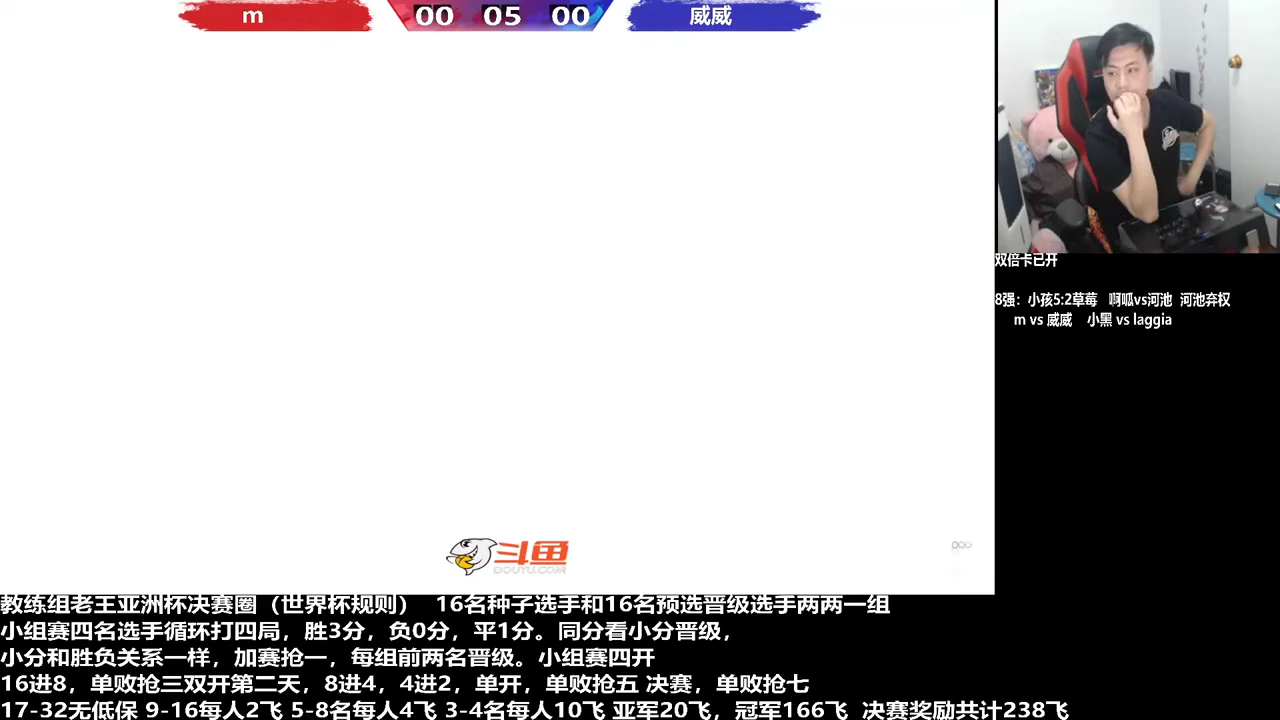 m 00 05 00 威威
双倍卡已开
8强：小孩5:2草莓 啊呱vs河池 河池弃权
m vs 威威 小黑 vs laggia
斗鱼
DOUYU.COM
教练组老王亚洲杯决赛圈（世界杯规则） 16名种子选手和16名预选晋级选手两两一组
小组赛四名选手循环打四局，胜3分，负0分，平1分。同分看小分晋级，
小分和胜负关系一样，加赛抢一，每组前两名晋级。小组赛四开
16进8，单败抢三双开第二天，8进4，4进2，单开，单败抢五 决赛，单败抢七
17-32无低保 9-16每人2飞 5-8名每人4飞 3-4名每人10飞 亚军20飞，冠军166飞 决赛奖励共计238飞